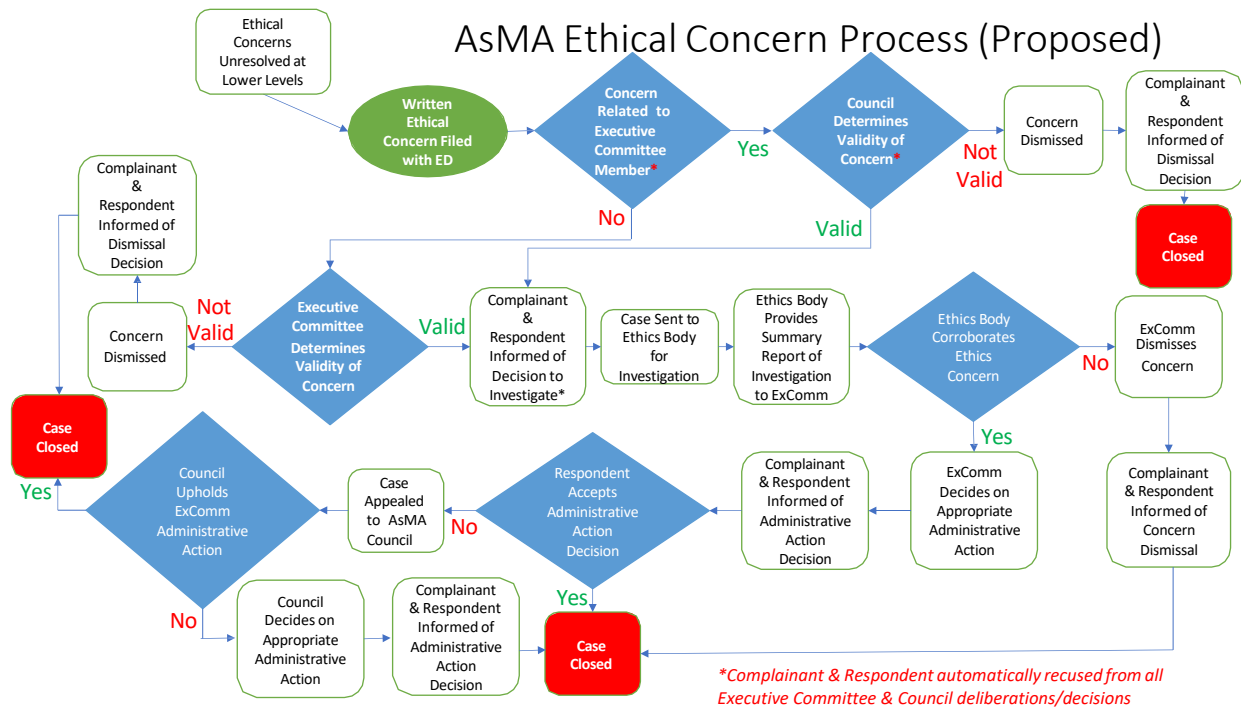 AsMA Ethical Concern Process (Proposed)
Ethical
Concerns
Unresolved at
Lower Levels
Written
Ethical
Concern Filed
with ED
Concern
Related to
Executive
Committee
Member*
Yes
No
Council
Determines
Validity of
Concern*
Not
Valid
Valid
Concern
Dismissed
Complainant
&
Respondent
Informed of
Dismissal
Decision
Case
Closed
Complainant
&
Respondent
Informed of
Dismissal
Decision
Concern
Dismissed
Not
Valid
Executive
Committee
Determines
Validity of
Concern
Valid
Complainant
&
Respondent
Informed of
Decision to
Investigate*
Case Sent to
Ethics Body
for
Investigation
Ethics Body
Provides
Summary
Report of
Investigation
to ExComm
Ethics Body
Corroborates
Ethics
Concern
No
Yes
ExComm
Dismisses
Concern
Complainant
& Respondent
Informed of
Concern
Dismissal
ExComm
Decides on
Appropriate
Administrative
Action
Complainant
& Respondent
Informed of
Administrative
Action
Decision
Respondent
Accepts
Administrative
Action
Decision
No
Yes
Case
Appealed
to AsMA
Council
Council
Upholds
ExComm
Administrative
Action
Yes
No
Case
Closed
Council
Decides on
Appropriate
Administrative
Action
Complainant
& Respondent
Informed of
Administrative
Action
Decision
Case
Closed
*Complainant & Respondent automatically recused from all
Executive Committee & Council deliberations/decisions